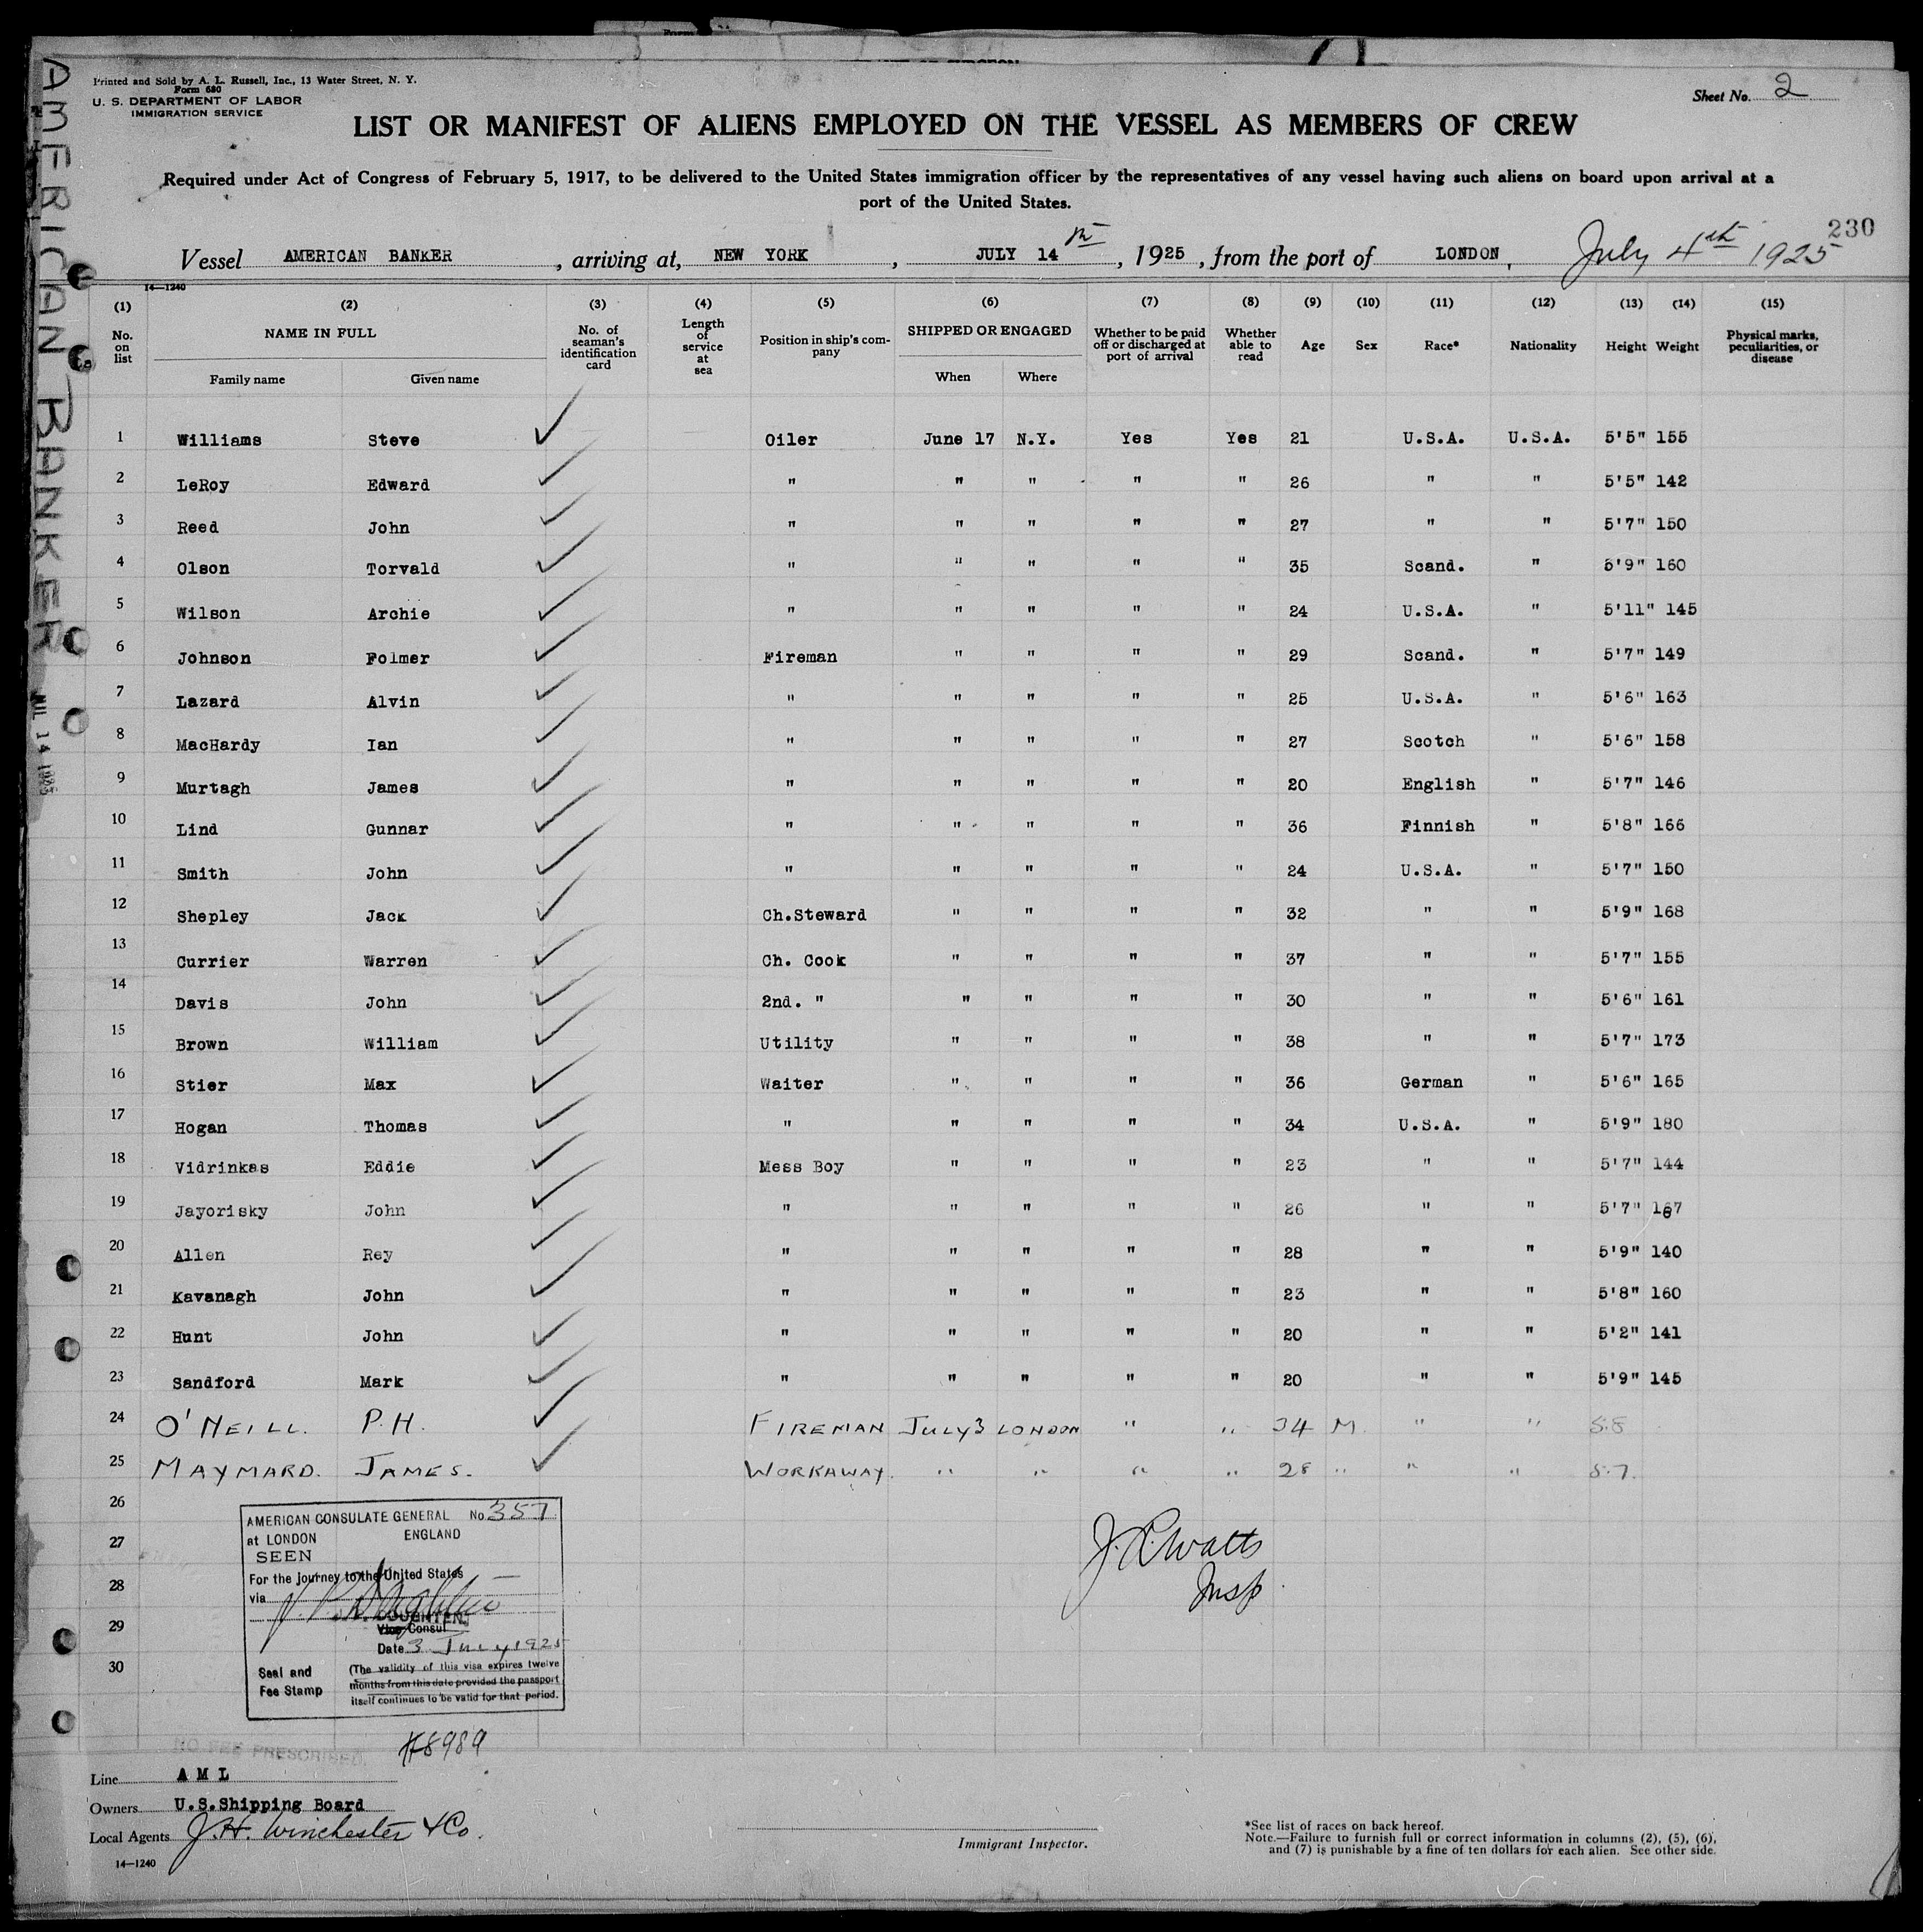 Printed and Sold by A. L. Russell, Inc., 13 Water Street, N. Y.
Form 680
U. S. DEPARTMENT OF LABOR
IMMIGRATION SERVICE
Sheet No. 2
LIST OR MANIFEST OF ALIENS EMPLOYED ON THE VESSEL AS MEMBERS OF CREW
Required under Act of Congress of February 5, 1917, to be delivered to the United States immigration officer by the representatives of any vessel having such aliens on board upon arrival at a
port of the United States.
230
Vessel AMERICAN BANKER, arriving at, NEW YORK, JULY 14th, 1925, from the port of LONDON, July 4th 1925
14—1240
(1) (2) (3) (4) (5) (6) (7) (8) (9) (10) (11) (12) (13) (14) (15)
No. on list NAME IN FULL No. of seaman's identification card Length of service at sea Position in ship's company SHIPPED OR ENGAGED Whether to be paid off or discharged at port of arrival Whether able to read Age Sex Race* Nationality Height Weight Physical marks, peculiarities, or disease
Family name Given name When Where
1 Williams Steve Oiler June 17 N.Y. Yes Yes 21 U.S.A. U.S.A. 5'5" 155
2 LeRoy Edward " " " " " 26 " " 5'5" 142
3 Reed John " " " " " 27 " " 5'7" 150
4 Olson Torvald " " " " " 35 Scand. " 5'9" 160
5 Wilson Archie " " " " " 24 U.S.A. " 5'11" 145
6 Johnson Folmer Fireman " " " " 29 Scand. " 5'7" 149
7 Lazard Alvin " " " " " 25 U.S.A. " 5'6" 163
8 MacHardy Ian " " " " " 27 Scotch " 5'6" 158
9 Murtagh James " " " " " 20 English " 5'7" 146
10 Lind Gunnar " " " " " 36 Finnish " 5'8" 166
11 Smith John " " " " " 24 U.S.A. " 5'7" 150
12 Shepley Jack Ch.Steward " " " " 32 " " 5'9" 168
13 Currier Warren Ch. Cook " " " " 37 " " 5'7" 155
14 Davis John 2nd. " " " " " 30 " " 5'6" 161
15 Brown William Utility " " " " 38 " " 5'7" 173
16 Stier Max Waiter " " " " 36 German " 5'6" 165
17 Hogan Thomas " " " " " 34 U.S.A. " 5'9" 180
18 Vidrinkas Eddie Mess Boy " " " " 23 " " 5'7" 144
19 Jayorisky John " " " " " 26 " " 5'7" 167
20 Allen Rey " " " " " 28 " " 5'9" 140
21 Kavanagh John " " " " " 23 " " 5'8" 160
22 Hunt John " " " " " 20 " " 5'2" 141
23 Sandford Mark " " " " " 20 " " 5'9" 145
24 O'NEILL. P.H. FIREMAN JULY 3 LONDON " " 34 M. " " 5.8
25 MAYMARD. JAMES. WORKAWAY. " " " " 28 " " " 5.7.
26
27
28
29
30
AMERICAN CONSULATE GENERAL No. 357
at LONDON ENGLAND
SEEN
For the journey to the United States
via
Vice Consul
Date 3 July 1925
Seal and Fee Stamp
(The validity of this visa expires twelve
months from this date provided the passport
itself continues to be valid for that period.
J. R. Watts
Insp
NO FEE PRESCRIBED.
#8989
Line A M L
Owners U.S.Shipping Board
Local Agents J.H. Winchester & Co.
14—1240
Immigrant Inspector.
*See list of races on back hereof.
Note.—Failure to furnish full or correct information in columns (2), (5), (6),
and (7) is punishable by a fine of ten dollars for each alien. See other side.
AMERICAN BANKER
JUL 14 1925